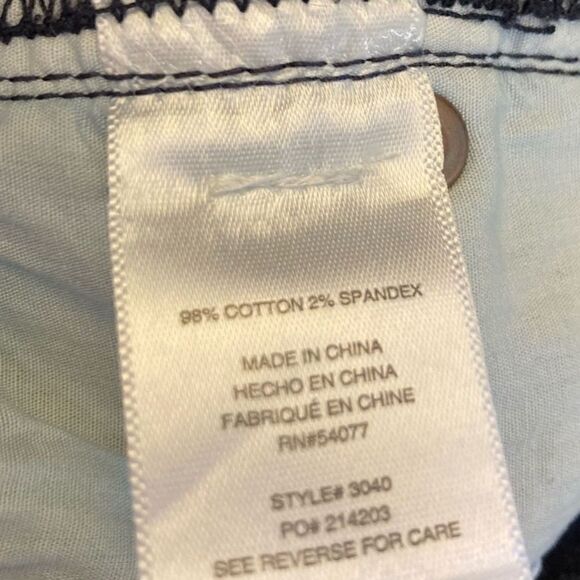 98% COTTON 2% SPANDEX
MADE IN CHINA
HECHO EN CHINA
FABRIQUÉ EN CHINE
RN#54077
STYLE# 3040
PO# 214203
SEE REVERSE FOR CARE